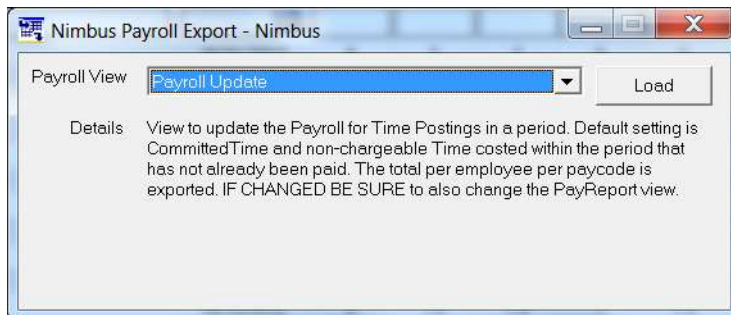 Nimbus Payroll Export - Nimbus
Payroll View Payroll Update Load
Details View to update the Payroll for Time Postings in a period. Default setting is
CommittedTime and non-chargeable Time costed within the period that
has not already been paid. The total per employee per paycode is
exported. IF CHANGED BE SURE to also change the PayReport view.